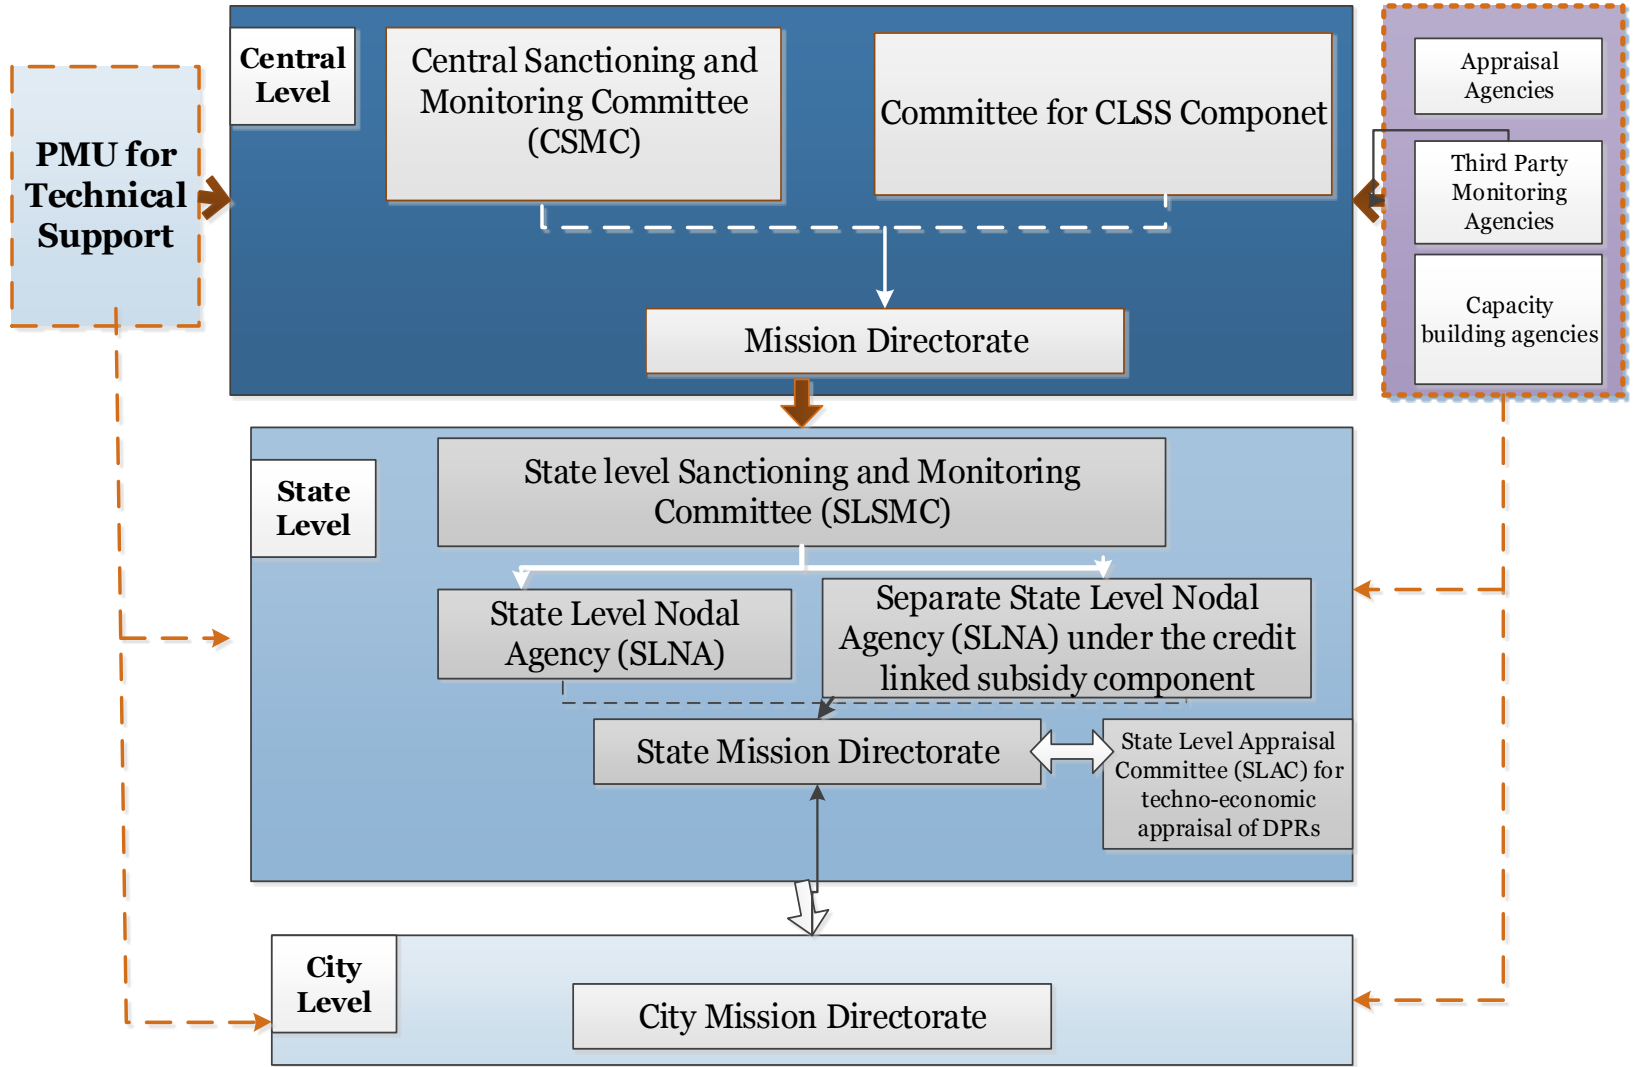 PMU for
Technical
Support
Central
Level
Central Sanctioning and
Monitoring Committee
(CSMC)
Committee for CLSS Componet
Mission Directorate
Appraisal
Agencies
Third Party
Monitoring
Agencies
Capacity
building agencies
State
Level
State level Sanctioning and Monitoring
Committee (SLSMC)
State Level Nodal
Agency (SLNA)
Separate State Level Nodal
Agency (SLNA) under the credit
linked subsidy component
State Mission Directorate
State Level Appraisal
Committee (SLAC) for
techno-economic
appraisal of DPRs
City
Level
City Mission Directorate